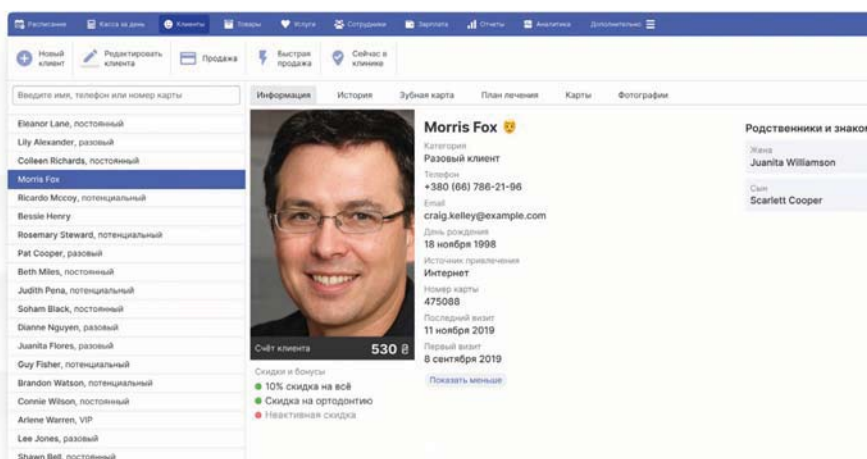 Расписание
Касса за день
Клиенты
Товары
Услуги
Сотрудники
Зарплата
Отчеты
Аналитика
Дополнительно
Новый
клиент
Редактировать
клиента
Продажа
Быстрая
продажа
Сейчас в
клинике
Введите имя, телефон или номер карты
Информация
История
Зубная карта
План лечения
Карты
Фотографии
Eleanor Lane, постоянный
Lily Alexander, разовый
Colleen Richards, постоянный
Morris Fox
Ricardo Mccoy, потенциальный
Bessie Henry
Rosemary Steward, потенциальный
Pat Cooper, разовый
Beth Miles, постоянный
Judith Pena, потенциальный
Soham Black, постоянный
Dianne Nguyen, разовый
Juanita Flores, разовый
Guy Fisher, потенциальный
Brandon Watson, потенциальный
Connie Wilson, постоянный
Arlene Warren, VIP
Lee Jones, разовый
Shawn Bell, постоянный
Счёт клиента 530 ₴
Скидки и бонусы
10% скидка на всё
Скидка на ортодонтию
Неактивная скидка
Morris Fox
Категория
Разовый клиент
Телефон
+380 (66) 786-21-96
Email
craig.kelley@example.com
День рождения
18 ноября 1998
Источник привлечения
Интернет
Номер карты
475088
Последний визит
11 ноября 2019
Первый визит
8 сентября 2019
Показать меньше
Родственники и знаком
Жена
Juanita Williamson
Сын
Scarlett Cooper